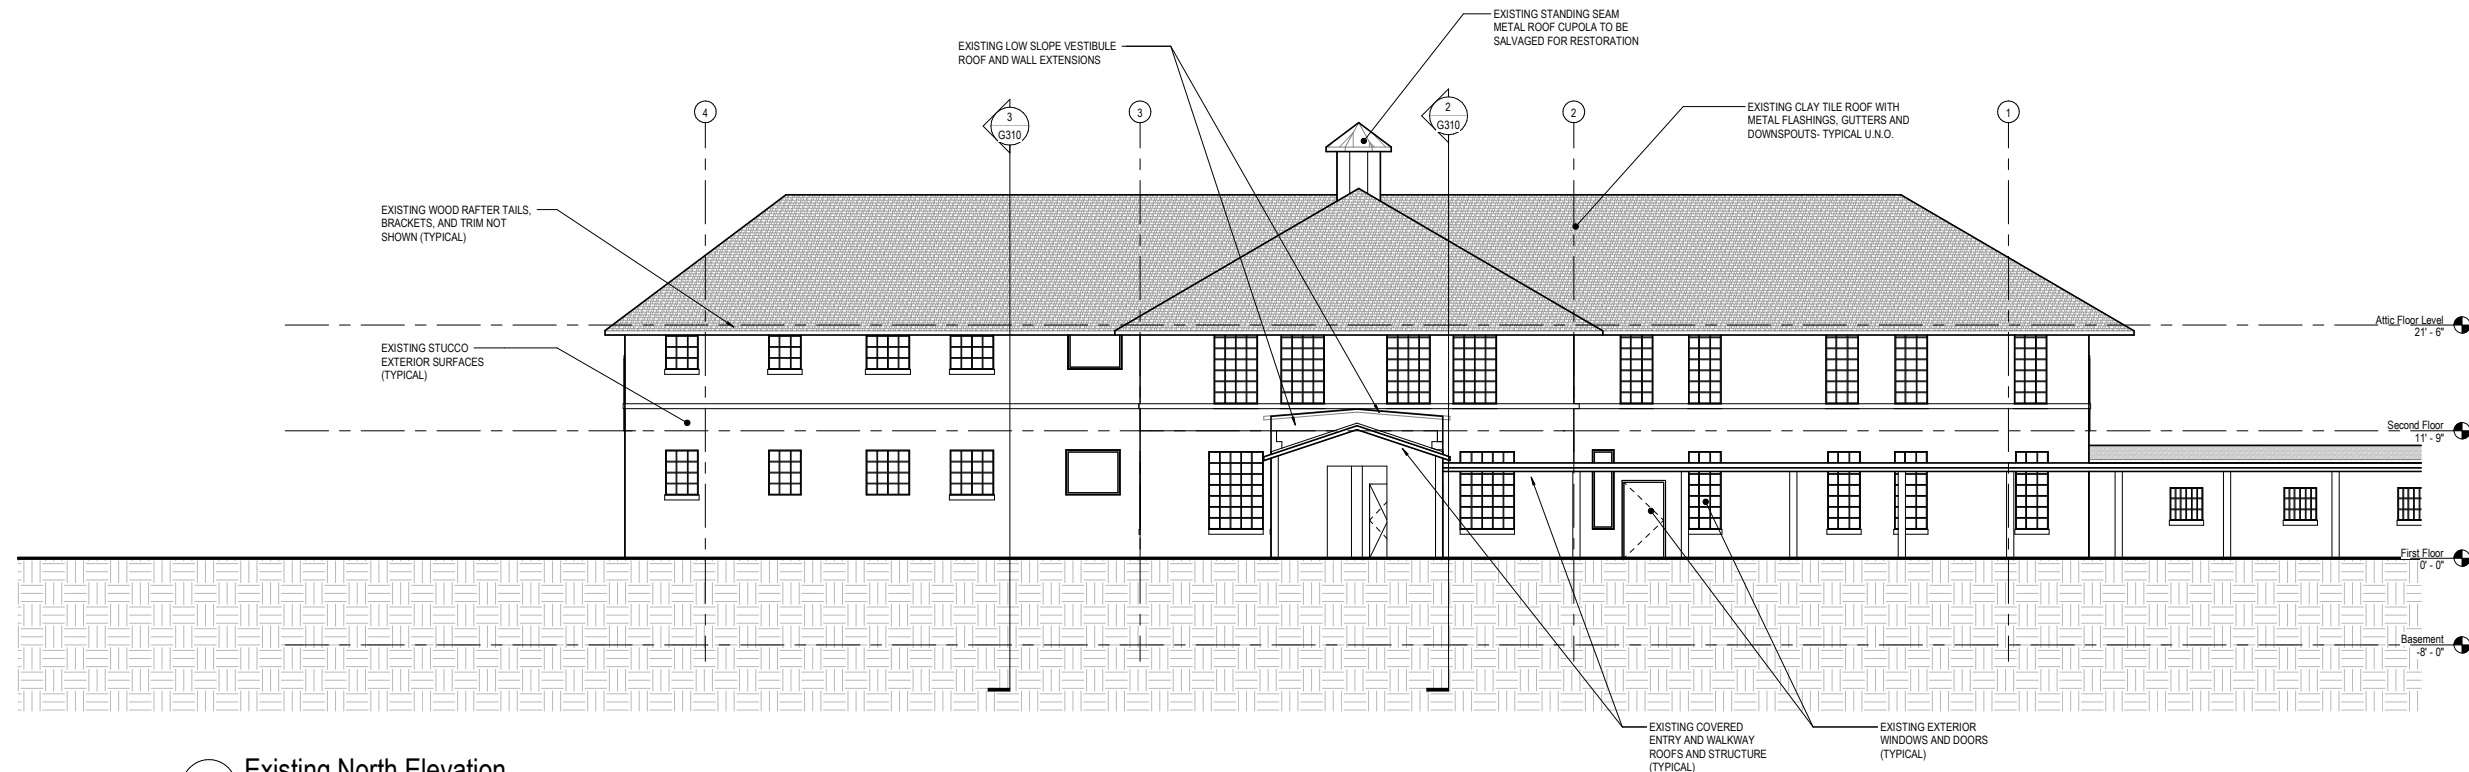 EXISTING STANDING SEAM
METAL ROOF CUPOLA TO BE
SALVAGED FOR RESTORATION
EXISTING LOW SLOPE VESTIBULE
ROOF AND WALL EXTENSIONS
4
3
G310
3
2
G310
2
1
EXISTING CLAY TILE ROOF WITH
METAL FLASHINGS, GUTTERS AND
DOWNSPOUTS- TYPICAL U.N.O.
EXISTING WOOD RAFTER TAILS,
BRACKETS, AND TRIM NOT
SHOWN (TYPICAL)
Attic Floor Level
21' - 6"
EXISTING STUCCO
EXTERIOR SURFACES
(TYPICAL)
Second Floor
11' - 9"
First Floor
0' - 0"
Basement
-8' - 0"
EXISTING COVERED
ENTRY AND WALKWAY
ROOFS AND STRUCTURE
(TYPICAL)
EXISTING EXTERIOR
WINDOWS AND DOORS
(TYPICAL)
Existing North Elevation